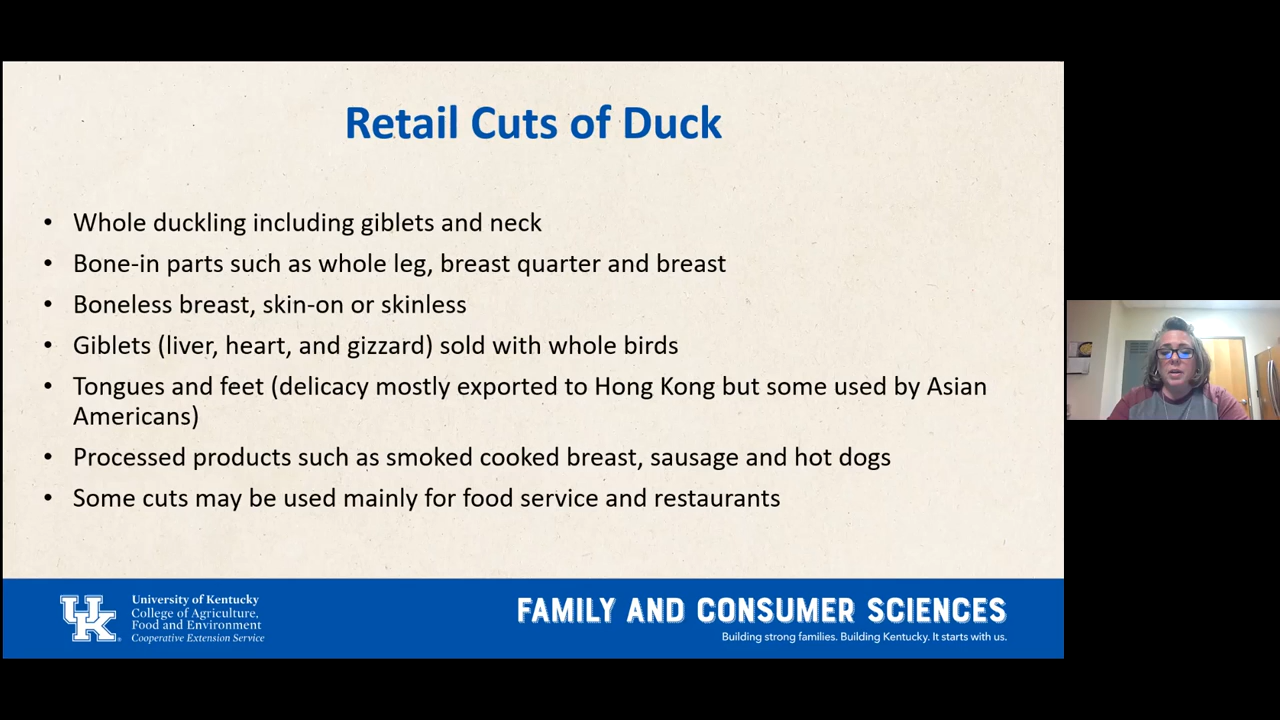 Retail Cuts of Duck
• Whole duckling including giblets and neck
• Bone-in parts such as whole leg, breast quarter and breast
• Boneless breast, skin-on or skinless
• Giblets (liver, heart, and gizzard) sold with whole birds
• Tongues and feet (delicacy mostly exported to Hong Kong but some used by Asian
Americans)
• Processed products such as smoked cooked breast, sausage and hot dogs
• Some cuts may be used mainly for food service and restaurants
UK
University of Kentucky
College of Agriculture,
Food and Environment
Cooperative Extension Service
FAMILY AND CONSUMER SCIENCES
Building strong families. Building Kentucky. It starts with us.